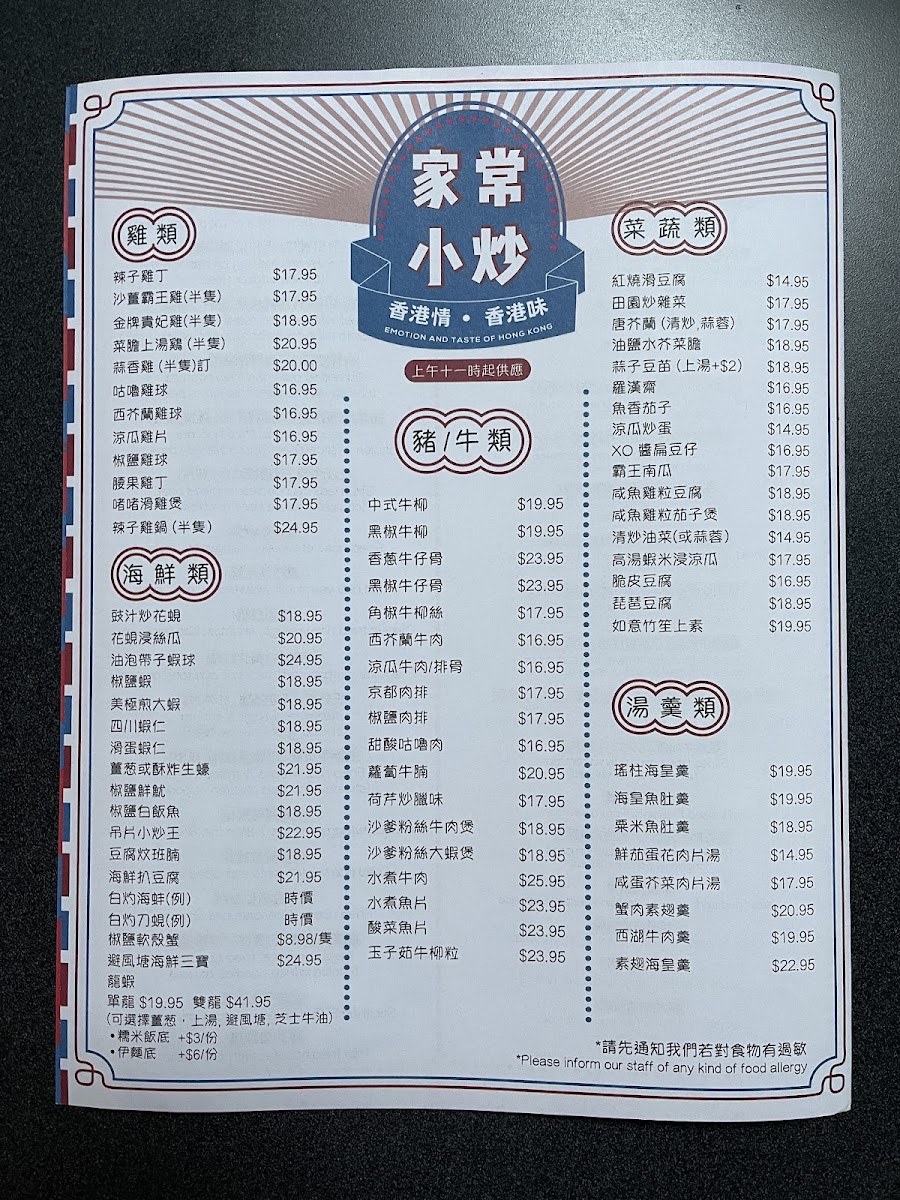 家常
小炒
香港情・香港味
EMOTION AND TASTE OF HONG KONG
上午十一時起供應
雞類
辣子雞丁 $17.95
沙薑霸王雞(半隻) $17.95
金牌貴妃雞(半隻) $18.95
菜膽上湯鷄 (半隻) $20.95
蒜香雞 (半隻)訂 $20.00
咕嚕雞球 $16.95
西芥蘭雞球 $16.95
涼瓜雞片 $16.95
椒鹽雞球 $17.95
腰果雞丁 $17.95
啫啫滑雞煲 $17.95
辣子雞鍋 (半隻) $24.95
海鮮類
豉汁炒花蜆 $18.95
花蜆浸絲瓜 $20.95
油泡帶子蝦球 $24.95
椒鹽蝦 $18.95
美極煎大蝦 $18.95
四川蝦仁 $18.95
滑蛋蝦仁 $18.95
薑葱或酥炸生蠔 $21.95
椒鹽鮮魷 $21.95
椒鹽白飯魚 $18.95
吊片小炒王 $22.95
豆腐炆班腩 $18.95
海鮮扒豆腐 $21.95
白灼海蚌(例) 時價
白灼刀蜆(例) 時價
椒鹽軟殼蟹 $8.98/隻
避風塘海鮮三寶 $24.95
龍蝦
單龍 $19.95 雙龍 $41.95
(可選擇薑葱，上湯, 避風塘, 芝士牛油)
•糯米飯底 +$3/份
•伊麵底 +$6/份
豬/牛類
中式牛柳 $19.95
黑椒牛柳 $19.95
香葱牛仔骨 $23.95
黑椒牛仔骨 $23.95
角椒牛柳絲 $17.95
西芥蘭牛肉 $16.95
涼瓜牛肉/排骨 $16.95
京都肉排 $17.95
椒鹽肉排 $17.95
甜酸咕嚕肉 $16.95
蘿蔔牛腩 $20.95
荷芹炒臘味 $17.95
沙爹粉絲牛肉煲 $18.95
沙爹粉絲大蝦煲 $18.95
水煮牛肉 $25.95
水煮魚片 $23.95
酸菜魚片 $23.95
玉子茹牛柳粒 $23.95
菜蔬類
紅燒滑豆腐 $14.95
田園炒雜菜 $17.95
唐芥蘭 (清炒,蒜蓉) $17.95
油鹽水芥菜膽 $18.95
蒜子豆苗 (上湯+$2) $18.95
羅漢齋 $16.95
魚香茄子 $16.95
涼瓜炒蛋 $14.95
XO 醬扁豆仔 $16.95
霸王南瓜 $17.95
咸魚雞粒豆腐 $18.95
咸魚雞粒茄子煲 $18.95
清炒油菜(或蒜蓉) $14.95
高湯蝦米浸涼瓜 $17.95
脆皮豆腐 $16.95
琵琶豆腐 $18.95
如意竹笙上素 $19.95
湯羹類
瑤柱海皇羹 $19.95
海皇魚肚羹 $19.95
粟米魚肚羹 $18.95
鮮茄蛋花肉片湯 $14.95
咸蛋芥菜肉片湯 $17.95
蟹肉素翅羹 $20.95
西湖牛肉羹 $19.95
素翅海皇羹 $22.95
*請先通知我們若對食物有過敏
*Please inform our staff of any kind of food allergy